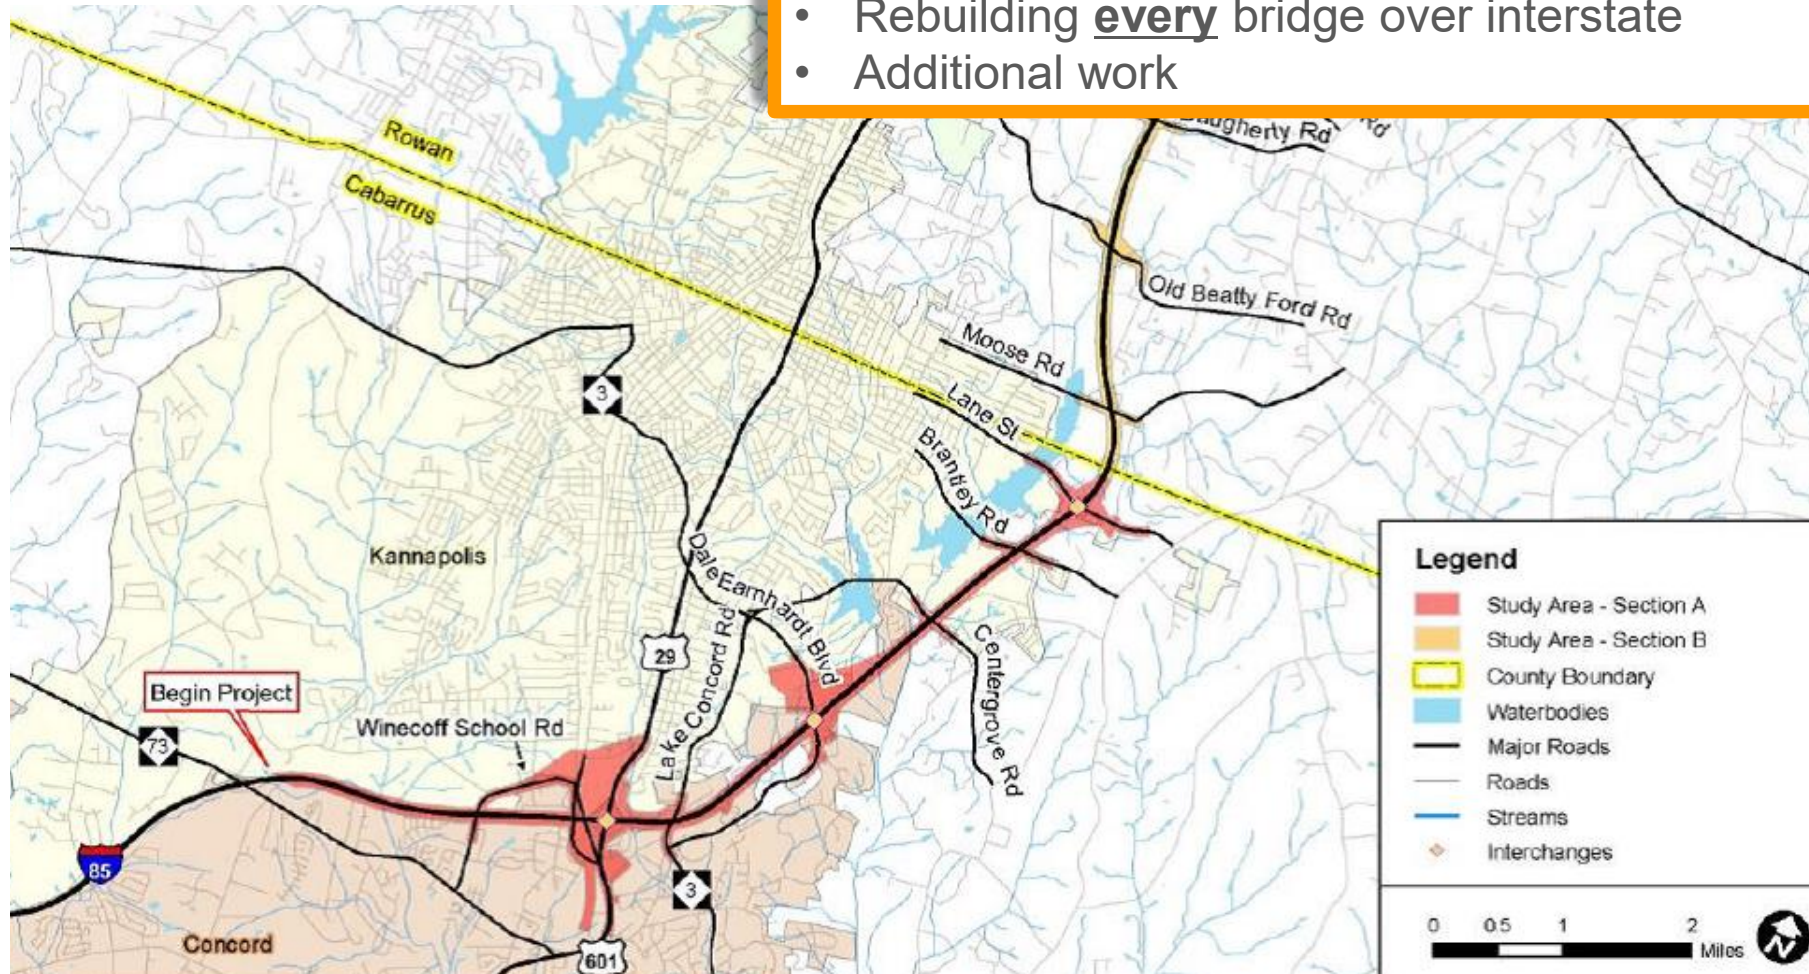 • Rebuilding every bridge over interstate
• Additional work
Rd
Rowan
Cabarrus
Old Beatty Ford Rd
Moose Rd
3
Lane St
Brantley Rd
Kannapolis
Dale Earnhardt Blvd
29
Lake Concord Rd
Centergrove Rd
Begin Project
Winecoff School Rd
73
85
3
Concord
601
Legend
Study Area - Section A
Study Area - Section B
County Boundary
Waterbodies
Major Roads
Roads
Streams
Interchanges
0 0.5 1 2
Miles
N